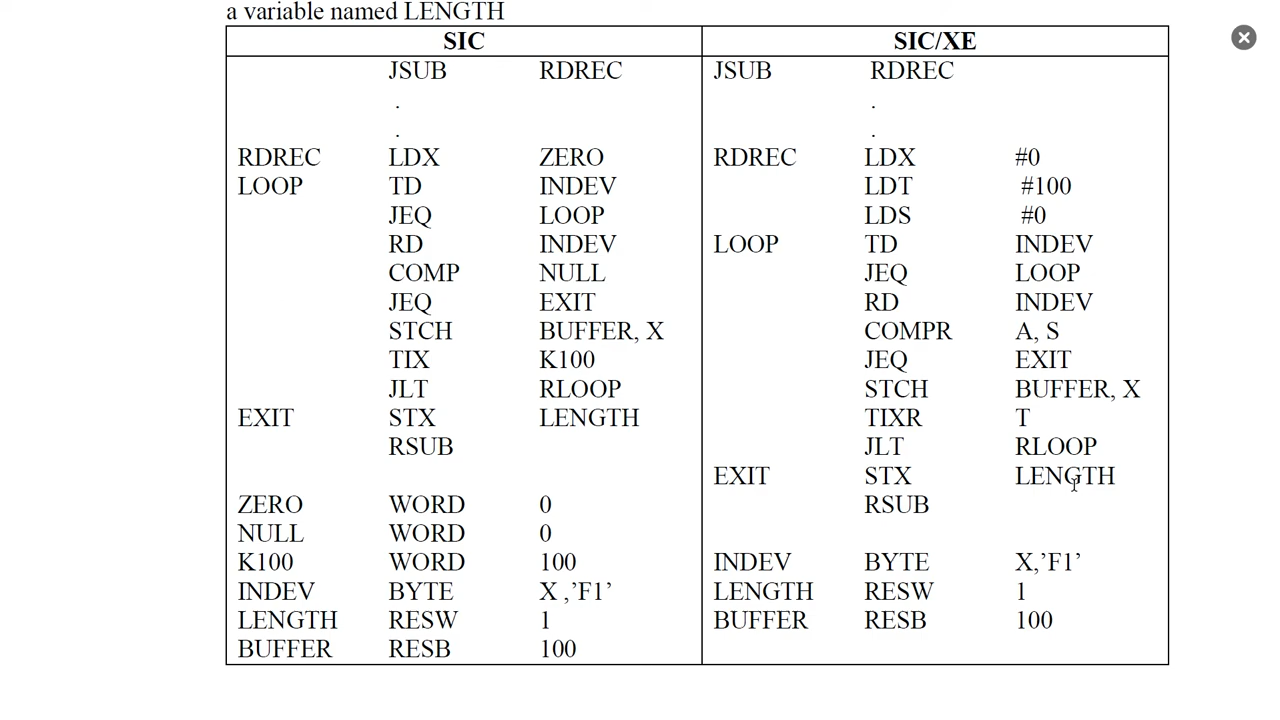 a variable named LENGTH
SIC SIC/XE
JSUB RDREC JSUB RDREC
. .
. .
RDREC LDX ZERO RDREC LDX #0
LOOP TD INDEV LDT #100
JEQ LOOP LDS #0
RD INDEV LOOP TD INDEV
COMP NULL JEQ LOOP
JEQ EXIT RD INDEV
STCH BUFFER, X COMPR A, S
TIX K100 JEQ EXIT
JLT RLOOP STCH BUFFER, X
EXIT STX LENGTH TIXR T
RSUB JLT RLOOP
EXIT STX LENGTH
ZERO WORD 0 RSUB
NULL WORD 0
K100 WORD 100 INDEV BYTE X,’F1’
INDEV BYTE X ,’F1’ LENGTH RESW 1
LENGTH RESW 1 BUFFER RESB 100
BUFFER RESB 100